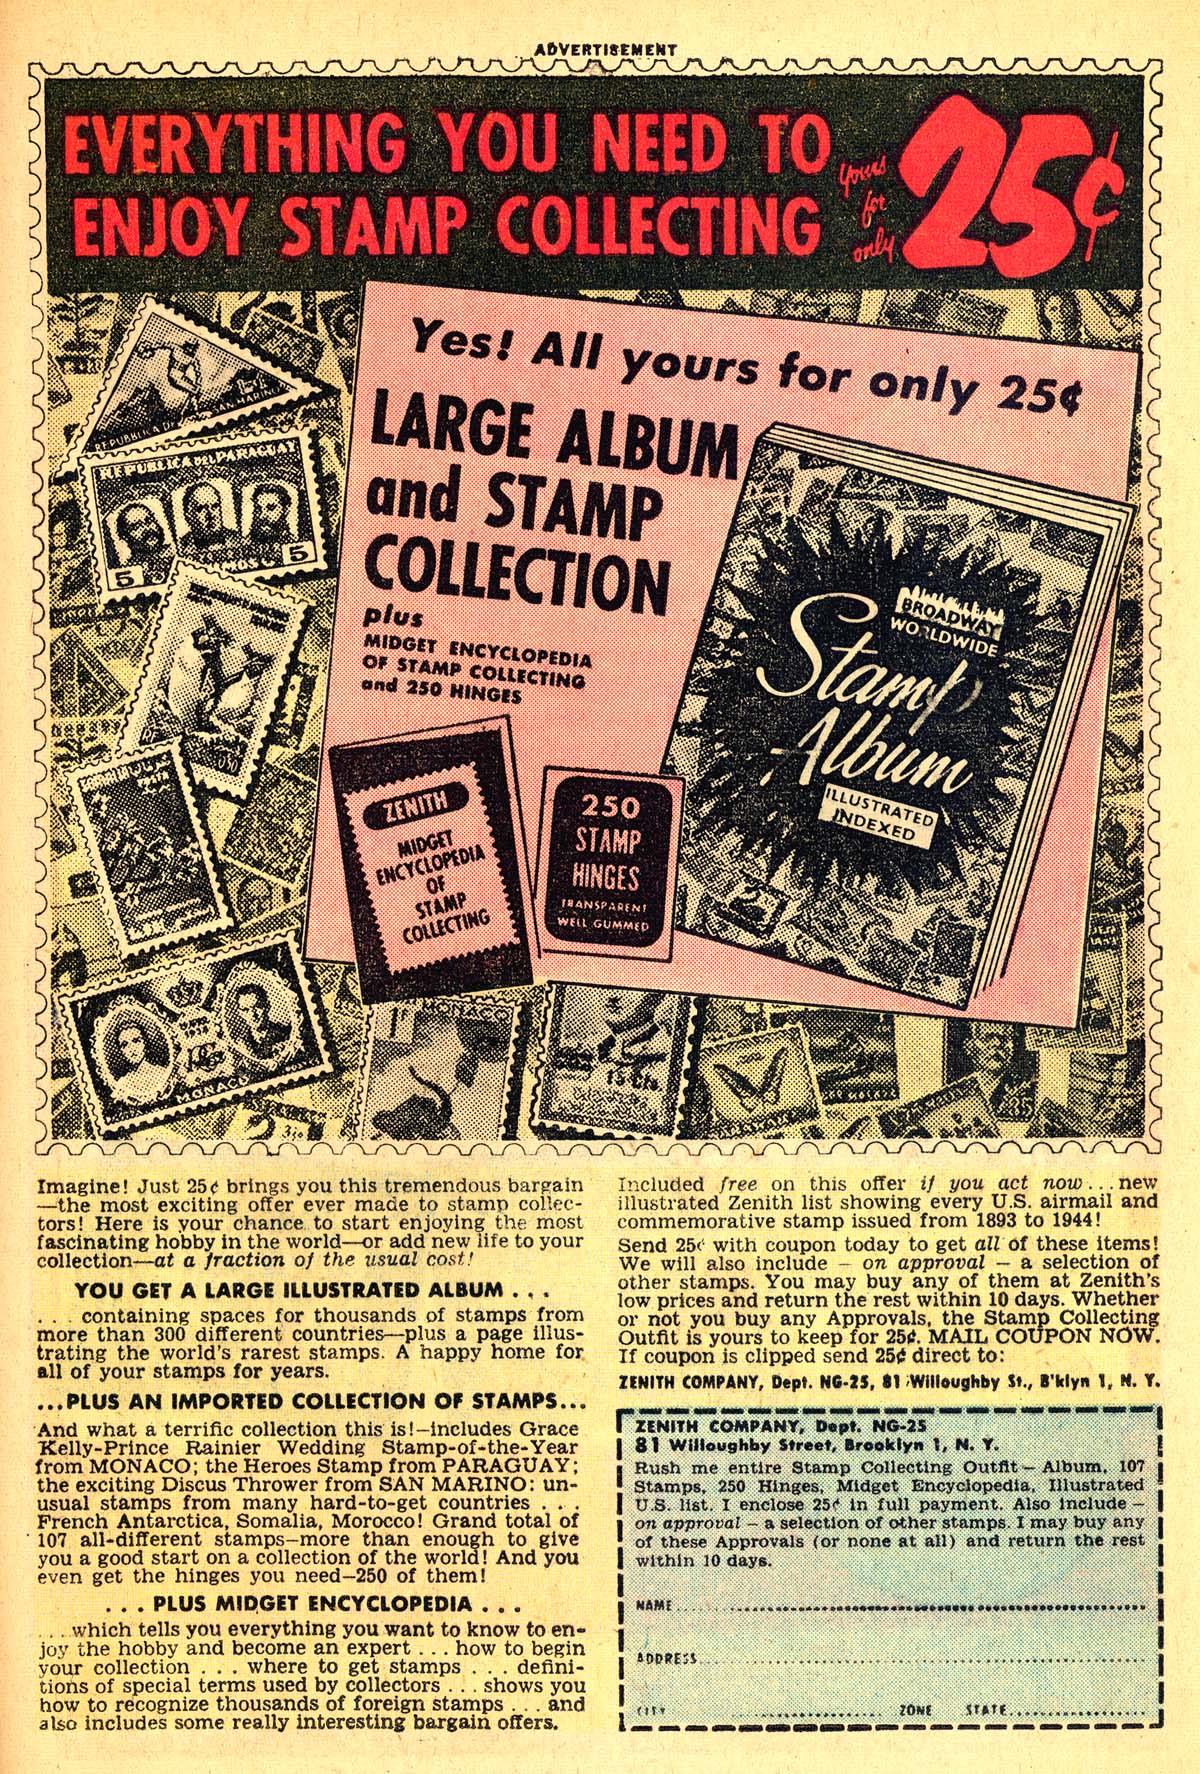 ADVERTISEMENT
EVERYTHING YOU NEED TO
ENJOY STAMP COLLECTING
Yours
for
only
25¢
Yes! All yours for only 25¢
LARGE ALBUM
and STAMP
COLLECTION
plus
MIDGET ENCYCLOPEDIA
OF STAMP COLLECTING
and 250 HINGES
BROADWAY
WORLDWIDE
Stamp
Album
ILLUSTRATED
INDEXED
ZENITH
MIDGET
ENCYCLOPEDIA
OF
STAMP
COLLECTING
250
STAMP
HINGES
TRANSPARENT
WELL GUMMED
SAN MARINO
REPUBBLICA DI
REPUBLICA DEL PARAGUAY
5
5
MONACO
MONACO
15 Cts.
Imagine! Just 25¢ brings you this tremendous bargain
—the most exciting offer ever made to stamp collec-
tors! Here is your chance to start enjoying the most
fascinating hobby in the world—or add new life to your
collection—at a fraction of the usual cost!
YOU GET A LARGE ILLUSTRATED ALBUM . . .
. . . containing spaces for thousands of stamps from
more than 300 different countries—plus a page illus-
trating the world's rarest stamps. A happy home for
all of your stamps for years.
...PLUS AN IMPORTED COLLECTION OF STAMPS...
And what a terrific collection this is!—includes Grace
Kelly-Prince Rainier Wedding Stamp-of-the-Year
from MONACO; the Heroes Stamp from PARAGUAY;
the exciting Discus Thrower from SAN MARINO: un-
usual stamps from many hard-to-get countries . . .
French Antarctica, Somalia, Morocco! Grand total of
107 all-different stamps—more than enough to give
you a good start on a collection of the world! And you
even get the hinges you need—250 of them!
. . . PLUS MIDGET ENCYCLOPEDIA . . .
. . . which tells you everything you want to know to en-
joy the hobby and become an expert . . . how to begin
your collection . . . where to get stamps . . . defini-
tions of special terms used by collectors . . . shows you
how to recognize thousands of foreign stamps . . . and
also includes some really interesting bargain offers.
Included free on this offer if you act now . . . new
illustrated Zenith list showing every U.S. airmail and
commemorative stamp issued from 1893 to 1944!
Send 25¢ with coupon today to get all of these items!
We will also include — on approval — a selection of
other stamps. You may buy any of them at Zenith's
low prices and return the rest within 10 days. Whether
or not you buy any Approvals, the Stamp Collecting
Outfit is yours to keep for 25¢. MAIL COUPON NOW.
If coupon is clipped send 25¢ direct to:
ZENITH COMPANY, Dept. NG-25, 81 Willoughby St., B'klyn 1, N. Y.
ZENITH COMPANY, Dept. NG-25
81 Willoughby Street, Brooklyn 1, N. Y.
Rush me entire Stamp Collecting Outfit — Album, 107
Stamps, 250 Hinges, Midget Encyclopedia, Illustrated
U.S. list. I enclose 25¢ in full payment. Also include —
on approval — a selection of other stamps. I may buy any
of these Approvals (or none at all) and return the rest
within 10 days.
NAME
ADDRESS
CITY ZONE STATE